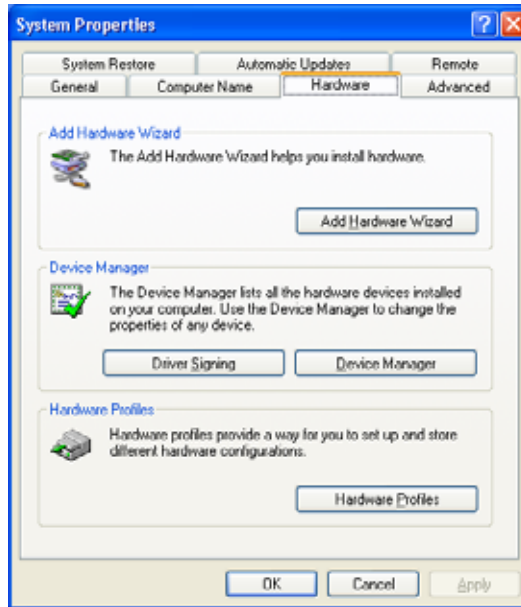 System Properties
System Restore Automatic Updates Remote
General Computer Name Hardware Advanced
Add Hardware Wizard
The Add Hardware Wizard helps you install hardware.
Add Hardware Wizard
Device Manager
The Device Manager lists all the hardware devices installed
on your computer. Use the Device Manager to change the
properties of any device.
Driver Signing Device Manager
Hardware Profiles
Hardware profiles provide a way for you to set up and store
different hardware configurations.
Hardware Profiles
OK Cancel Apply